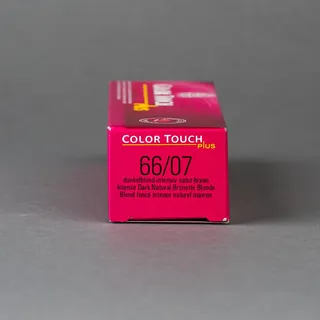 COLOR TOUCH
PLUS
66/07
dunkelblond intensiv natur-braun
Intense Dark Natural Brunette Blonde
Blond foncé intense naturel marron